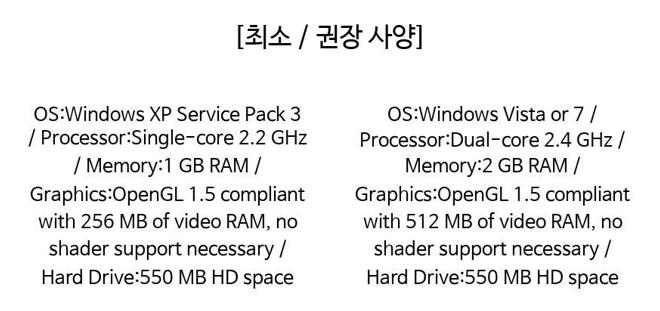 [최소 / 권장 사양]
OS:Windows XP Service Pack 3
/ Processor:Single-core 2.2 GHz
/ Memory:1 GB RAM /
Graphics:OpenGL 1.5 compliant
with 256 MB of video RAM, no
shader support necessary /
Hard Drive:550 MB HD space
OS:Windows Vista or 7 /
Processor:Dual-core 2.4 GHz /
Memory:2 GB RAM /
Graphics:OpenGL 1.5 compliant
with 512 MB of video RAM, no
shader support necessary /
Hard Drive:550 MB HD space